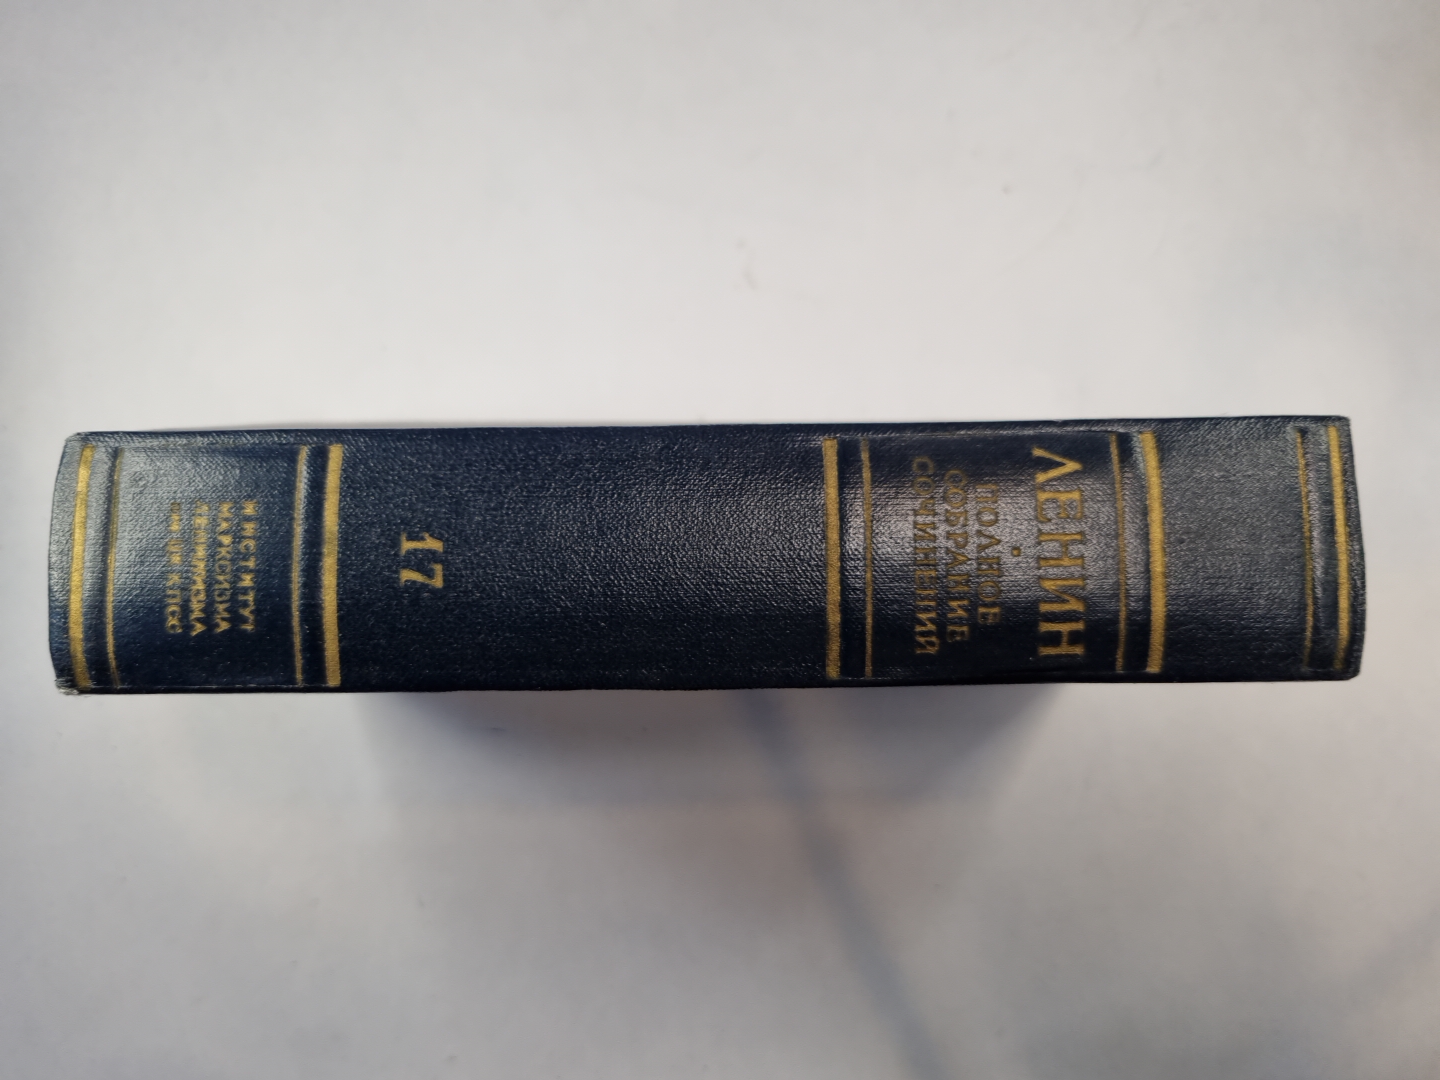 ЛЕНИН
ПОЛНОЕ
СОБРАНИЕ
СОЧИНЕНИЙ
17
ИНСТИТУТ
МАРКСИЗМА
ЛЕНИНИЗМА
ПРИ ЦК КПСС